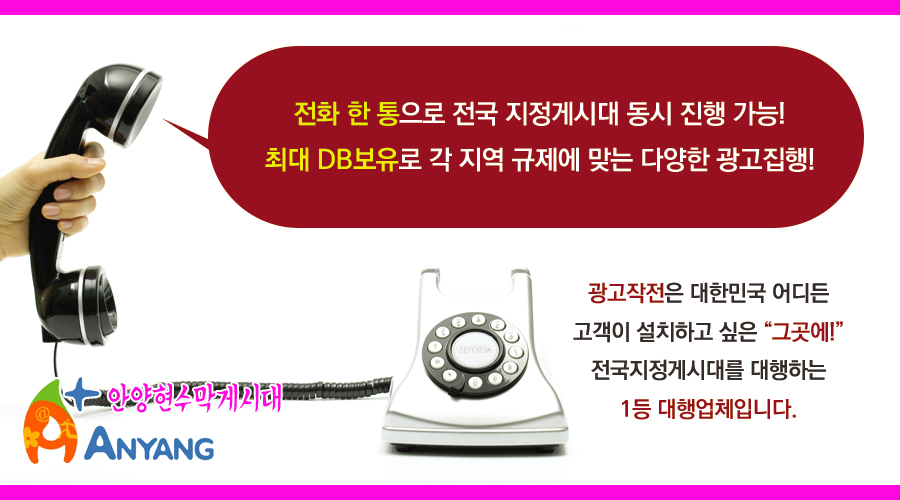 전화 한 통으로 전국 지정게시대 동시 진행 가능!
최대 DB보유로 각 지역 규제에 맞는 다양한 광고집행!
광고작전은 대한민국 어디든
고객이 설치하고 싶은 “그곳에!”
전국지정게시대를 대행하는
1등 대행업체입니다.
안양현수막게시대
ANYANG